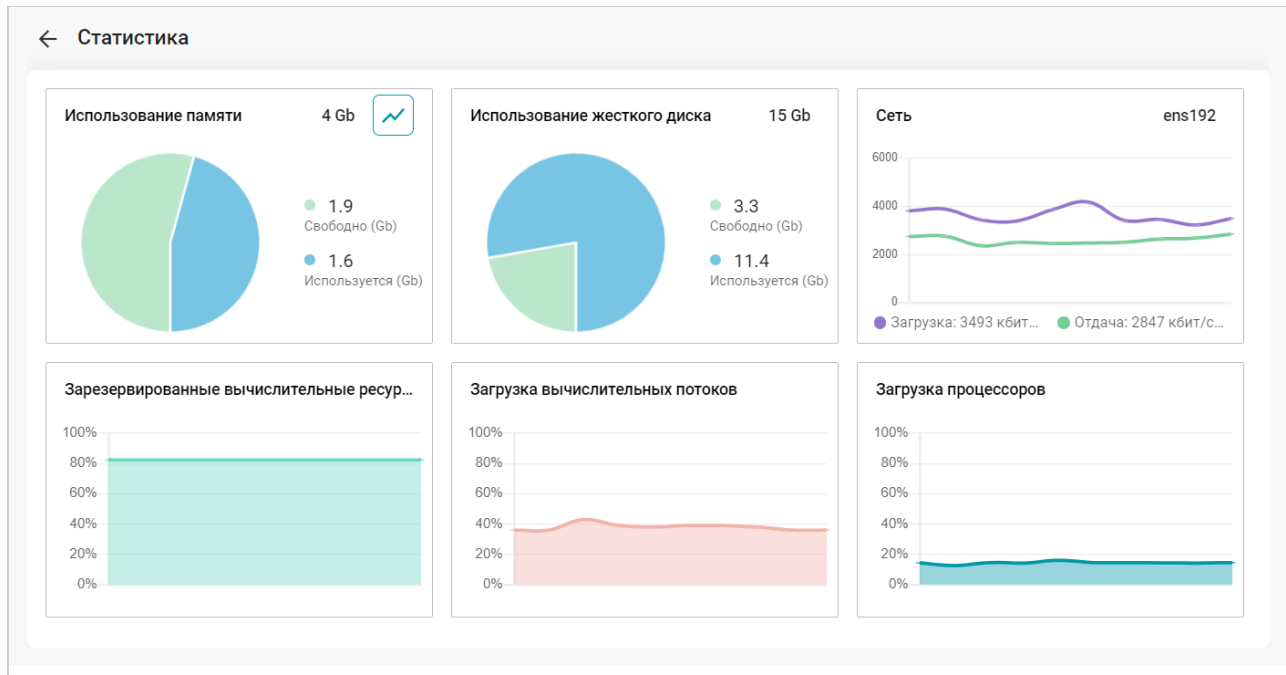 Статистика
Использование памяти 4 Gb
1.9
Свободно (Gb)
1.6
Используется (Gb)
Использование жесткого диска 15 Gb
3.3
Свободно (Gb)
11.4
Используется (Gb)
Сеть ens192
6000
4000
2000
0
Загрузка: 3493 кбит... Отдача: 2847 кбит/с...
Зарезервированные вычислительные ресур...
100%
80%
60%
40%
20%
0%
Загрузка вычислительных потоков
100%
80%
60%
40%
20%
0%
Загрузка процессоров
100%
80%
60%
40%
20%
0%